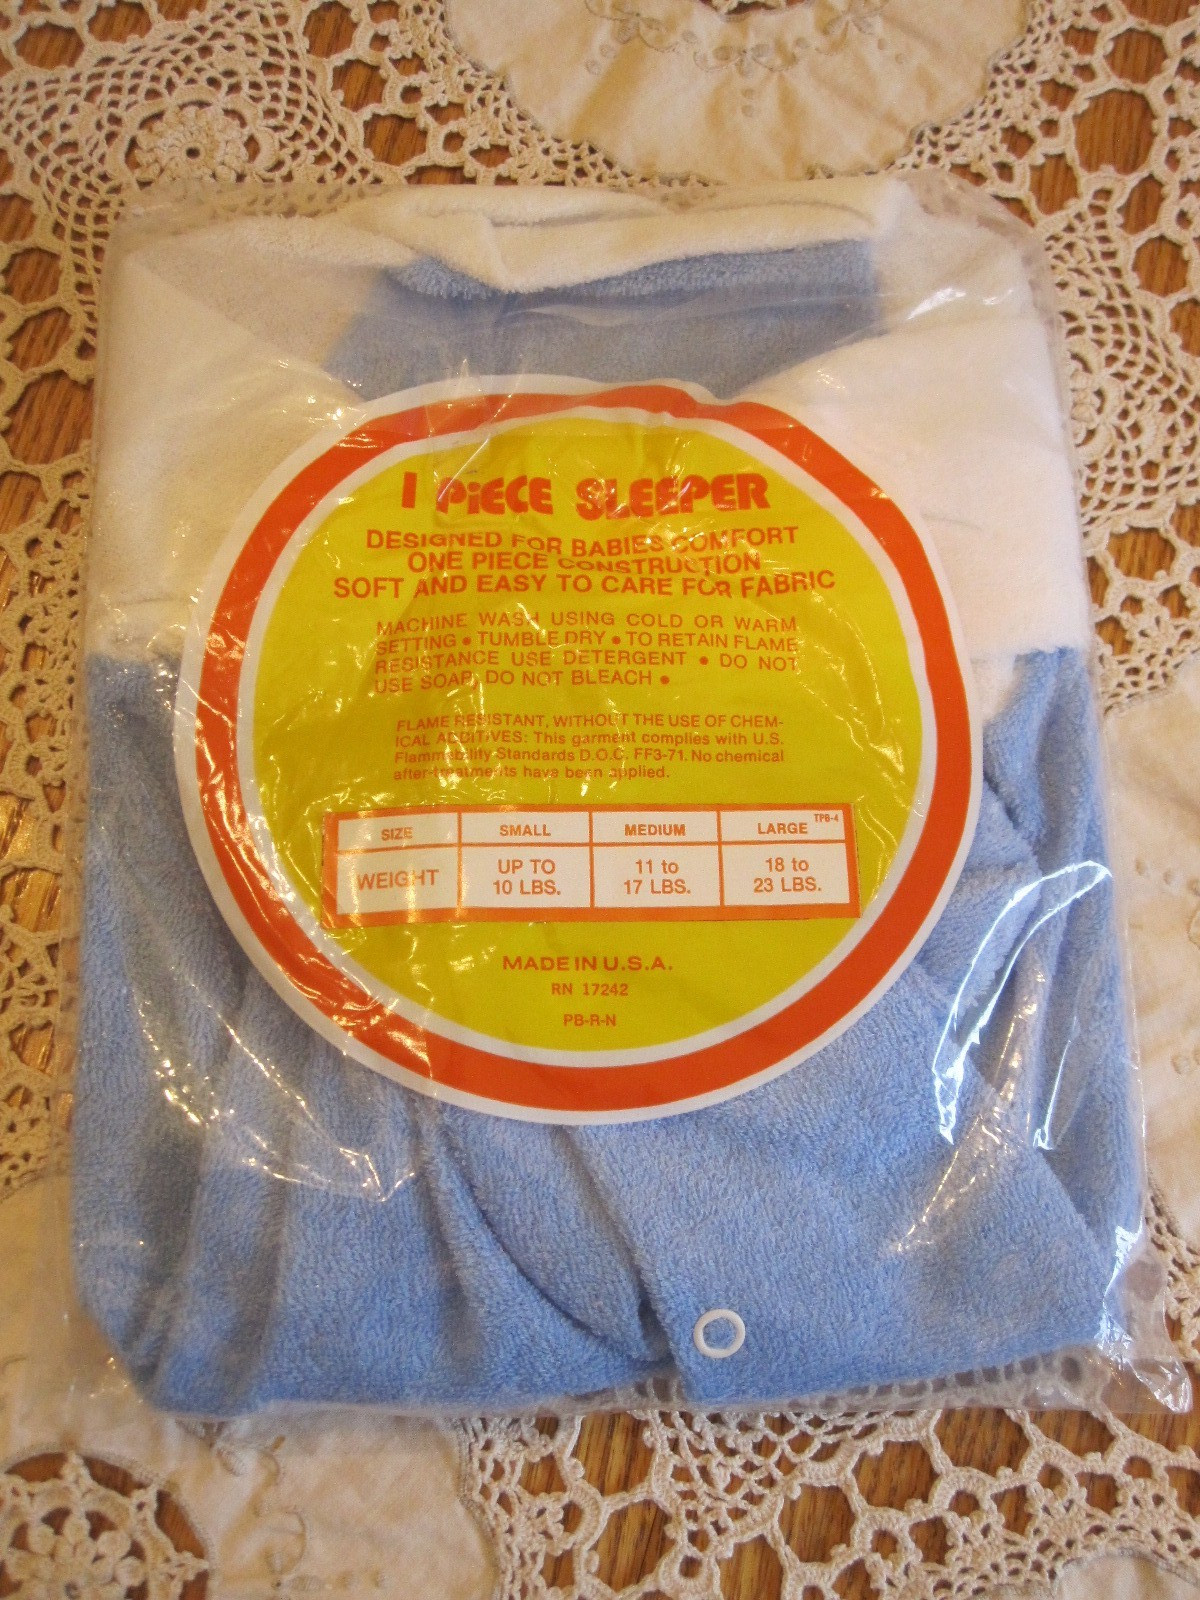 1 PiECE SLEEPER
DESIGNED FOR BABIES COMFORT
ONE PIECE CONSTRUCTION
SOFT AND EASY TO CARE FOR FABRIC
MACHINE WASH USING COLD OR WARM
SETTING • TUMBLE DRY • TO RETAIN FLAME
RESISTANCE USE DETERGENT • DO NOT
USE SOAP, DO NOT BLEACH •
FLAME RESISTANT, WITHOUT THE USE OF CHEM-
ICAL ADDITIVES: This garment complies with U.S.
Flammability Standards D.O.C. FF3-71. No chemical
after-treatments have been applied.
TPB-4
SIZE SMALL MEDIUM LARGE
WEIGHT UP TO 10 LBS. 11 to 17 LBS. 18 to 23 LBS.
MADE IN U.S.A.
RN 17242
PB-R-N